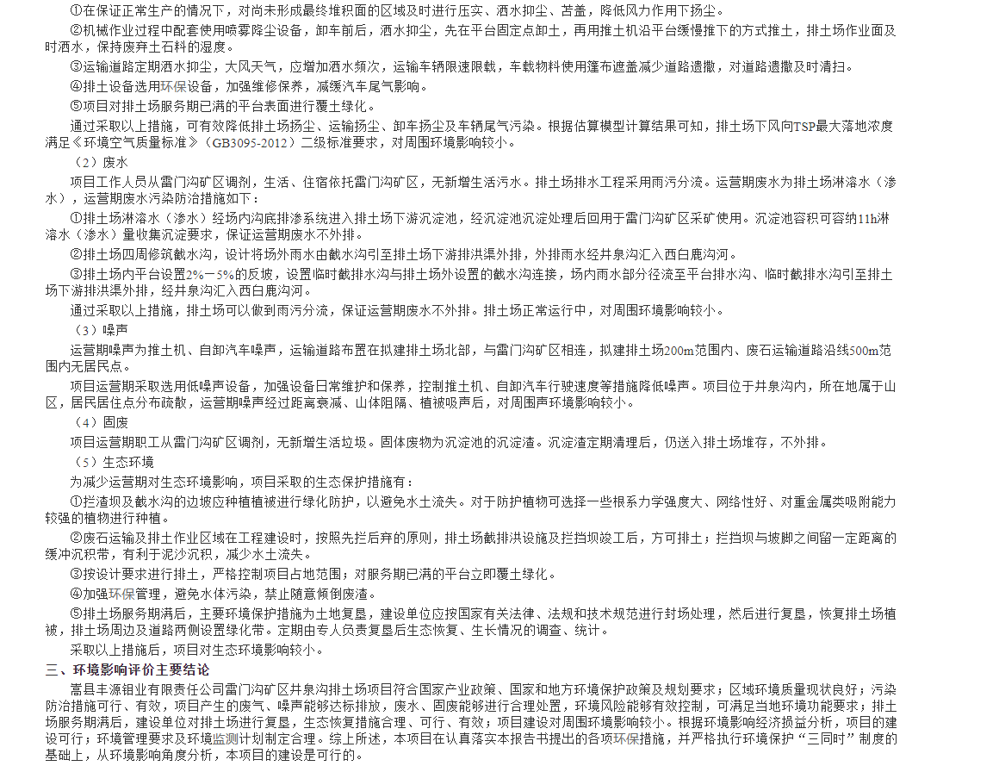 ①在保证正常生产的情况下，对尚未形成最终堆积面的区域及时进行压实、洒水抑尘、苫盖，降低风力作用下扬尘。
②机械作业过程中配套使用喷雾降尘设备，卸车前后，洒水抑尘，先在平台固定点卸土，再用推土机沿平台缓慢推下的方式推土，排土场作业面及
时洒水，保持废弃土石料的湿度。
③运输道路定期洒水抑尘，大风天气，应增加洒水频次，运输车辆限速限载，车载物料使用篷布遮盖减少道路遗撒，对道路遗撒及时清扫。
④排土设备选用环保设备，加强维修保养，减缓汽车尾气影响。
⑤项目对排土场服务期已满的平台表面进行覆土绿化。
通过采取以上措施，可有效降低排土场扬尘、运输扬尘、卸车扬尘及车辆尾气污染。根据估算模型计算结果可知，排土场下风向TSP最大落地浓度
满足《环境空气质量标准》（GB3095-2012）二级标准要求，对周围环境影响较小。
（2）废水
项目工作人员从雷门沟矿区调剂，生活、住宿依托雷门沟矿区，无新增生活污水。排土场排水工程采用雨污分流。运营期废水为排土场淋溶水（渗
水），运营期废水污染防治措施如下：
①排土场淋溶水（渗水）经场内沟底排渗系统进入排土场下游沉淀池，经沉淀池沉淀处理后回用于雷门沟矿区采矿使用。沉淀池容积可容纳11h淋
溶水（渗水）量收集沉淀要求，保证运营期废水不外排。
②排土场四周修筑截水沟，设计将场外雨水由截水沟引至排土场下游排洪渠外排，外排雨水经井泉沟汇入西白鹿沟河。
③排土场内平台设置2%－5%的反坡，设置临时截排水沟与排土场外设置的截水沟连接，场内雨水部分径流至平台排水沟、临时截排水沟引至排土
场下游排洪渠外排，经井泉沟汇入西白鹿沟河。
通过采取以上措施，排土场可以做到雨污分流，保证运营期废水不外排。排土场正常运行中，对周围环境影响较小。
（3）噪声
运营期噪声为推土机、自卸汽车噪声，运输道路布置在拟建排土场北部，与雷门沟矿区相连，拟建排土场200m范围内、废石运输道路沿线500m范
围内无居民点。
项目运营期采取选用低噪声设备，加强设备日常维护和保养，控制推土机、自卸汽车行驶速度等措施降低噪声。项目位于井泉沟内，所在地属于山
区，居民居住点分布疏散，运营期噪声经过距离衰减、山体阻隔、植被吸声后，对周围声环境影响较小。
（4）固废
项目运营期职工从雷门沟矿区调剂，无新增生活垃圾。固体废物为沉淀池的沉淀渣。沉淀渣定期清理后，仍送入排土场堆存，不外排。
（5）生态环境
为减少运营期对生态环境影响，项目采取的生态保护措施有：
①拦渣坝及截水沟的边坡应种植植被进行绿化防护，以避免水土流失。对于防护植物可选择一些根系力学强度大、网络性好、对重金属类吸附能力
较强的植物进行种植。
②废石运输及排土作业区域在工程建设时，按照先拦后弃的原则，排土场截排洪设施及拦挡坝竣工后，方可排土；拦挡坝与坡脚之间留一定距离的
缓冲沉积带，有利于泥沙沉积，减少水土流失。
③按设计要求进行排土，严格控制项目占地范围；对服务期已满的平台立即覆土绿化。
④加强环保管理，避免水体污染，禁止随意倾倒废渣。
⑤排土场服务期满后，主要环境保护措施为土地复垦，建设单位应按国家有关法律、法规和技术规范进行封场处理，然后进行复垦，恢复排土场植
被，排土场周边及道路两侧设置绿化带。定期由专人负责复垦后生态恢复、生长情况的调查、统计。
采取以上措施后，项目对生态环境影响较小。
三、环境影响评价主要结论
嵩县丰源钼业有限责任公司雷门沟矿区井泉沟排土场项目符合国家产业政策、国家和地方环境保护政策及规划要求；区域环境质量现状良好；污染
防治措施可行、有效，项目产生的废气、噪声能够达标排放，废水、固废能够进行合理处置，环境风险能够有效控制，可满足当地环境功能要求；排土
场服务期满后，建设单位对排土场进行复垦，生态恢复措施合理、可行、有效；项目建设对周围环境影响较小。根据环境影响经济损益分析，项目的建
设可行；环境管理要求及环境监测计划制定合理。综上所述，本项目在认真落实本报告书提出的各项环保措施，并严格执行环境保护“三同时”制度的
基础上，从环境影响角度分析，本项目的建设是可行的。